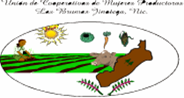 Union de Cooperativas de Mujeres Productoras
Las Brumas Jinotega, Nic.